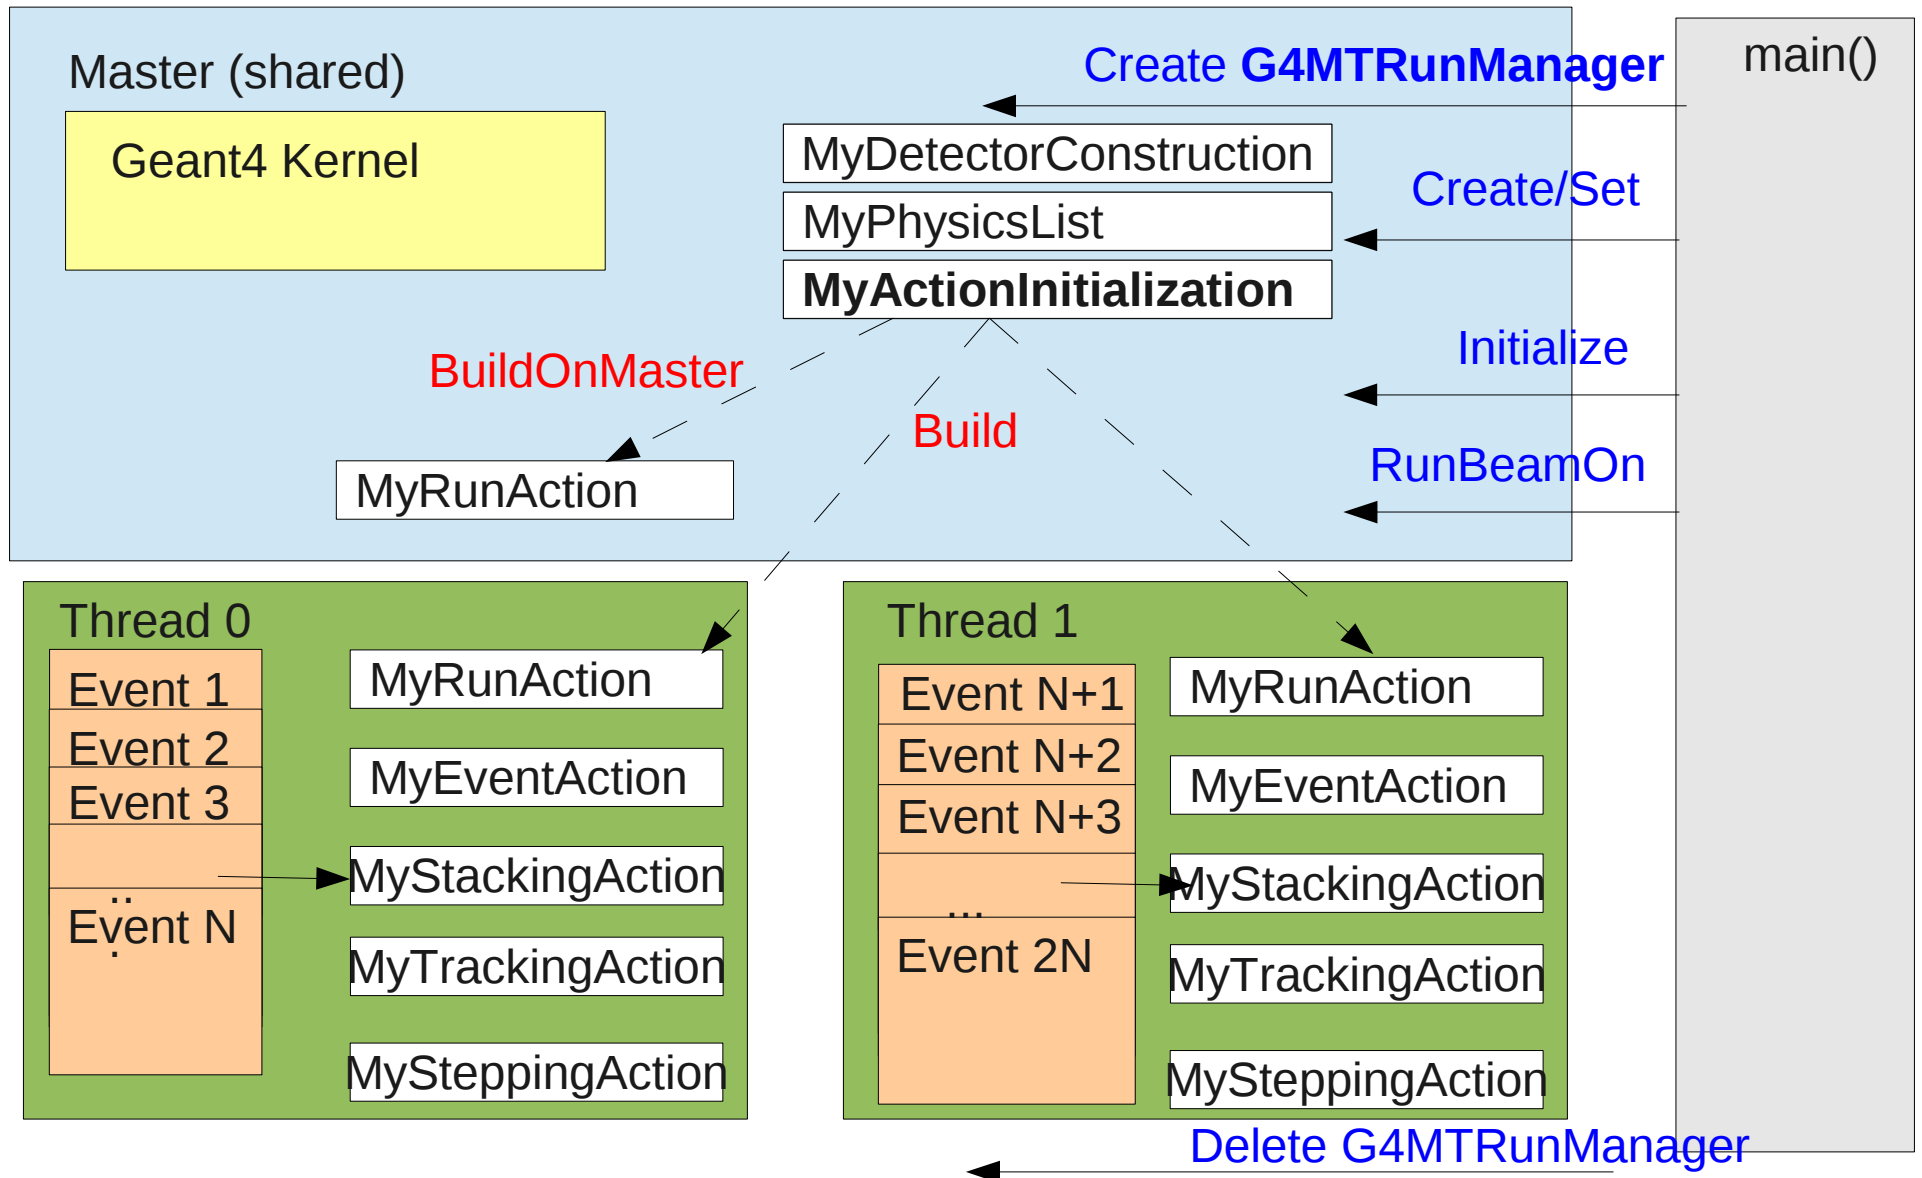 Master (shared)
Geant4 Kernel
Create G4MTRunManager
main()
MyDetectorConstruction
MyPhysicsList
MyActionInitialization
Create/Set
Initialize
RunBeamOn
BuildOnMaster
Build
MyRunAction
Thread 0
Event 1
Event 2
Event 3
...
Event N
MyRunAction
MyEventAction
MyStackingAction
MyTrackingAction
MySteppingAction
Thread 1
Event N+1
Event N+2
Event N+3
...
Event 2N
MyRunAction
MyEventAction
MyStackingAction
MyTrackingAction
MySteppingAction
Delete G4MTRunManager